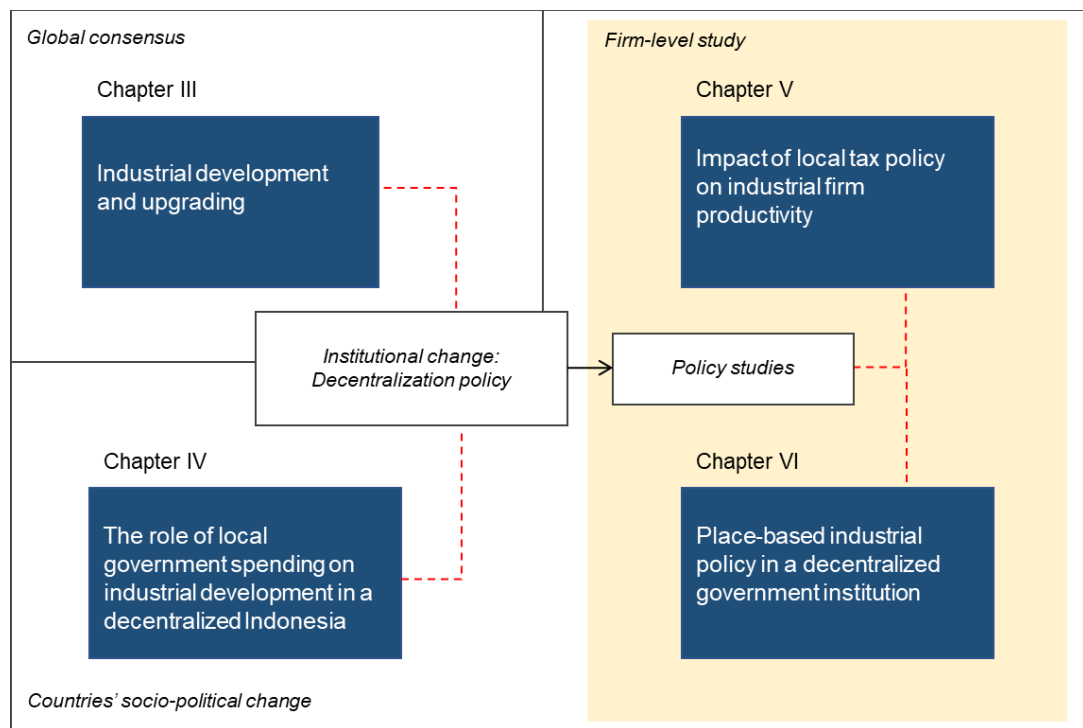 Global consensus
Chapter III
Industrial development
and upgrading
Institutional change:
Decentralization policy
Chapter IV
The role of local
government spending on
industrial development in a
decentralized Indonesia
Countries' socio-political change
Firm-level study
Chapter V
Impact of local tax policy
on industrial firm
productivity
Policy studies
Chapter VI
Place-based industrial
policy in a decentralized
government institution